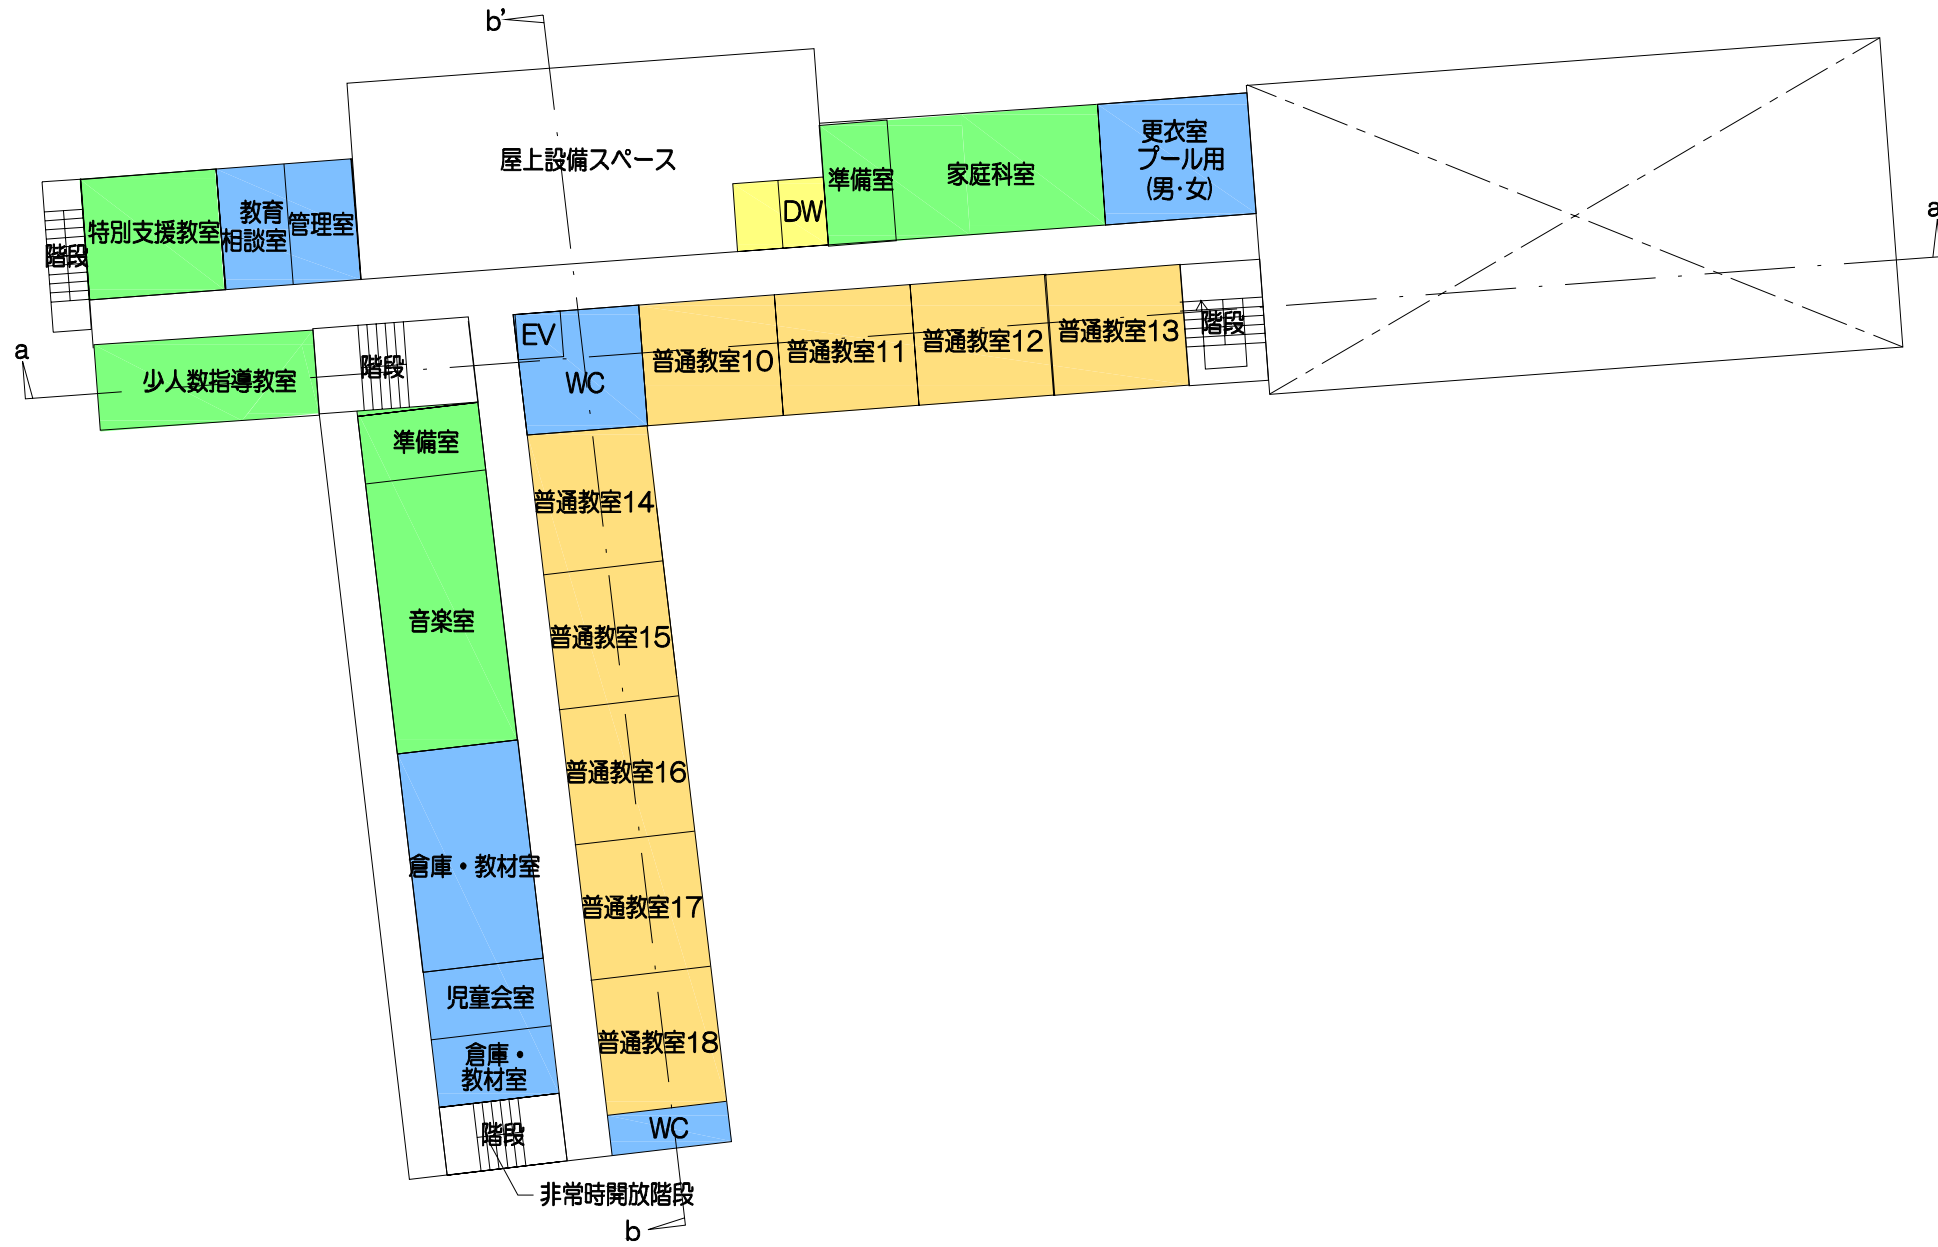 b'
屋上設備スペース
更衣室
プール用
(男・女)
準備室
家庭科室
DW
特別支援教室
教育
相談室
管理室
階段
a
EV
WC
普通教室10
普通教室11
普通教室12
普通教室13
階段
a
少人数指導教室
階段
準備室
音楽室
倉庫・教材室
児童会室
倉庫・
教材室
階段
非常時開放階段
普通教室14
普通教室15
普通教室16
普通教室17
普通教室18
WC
b